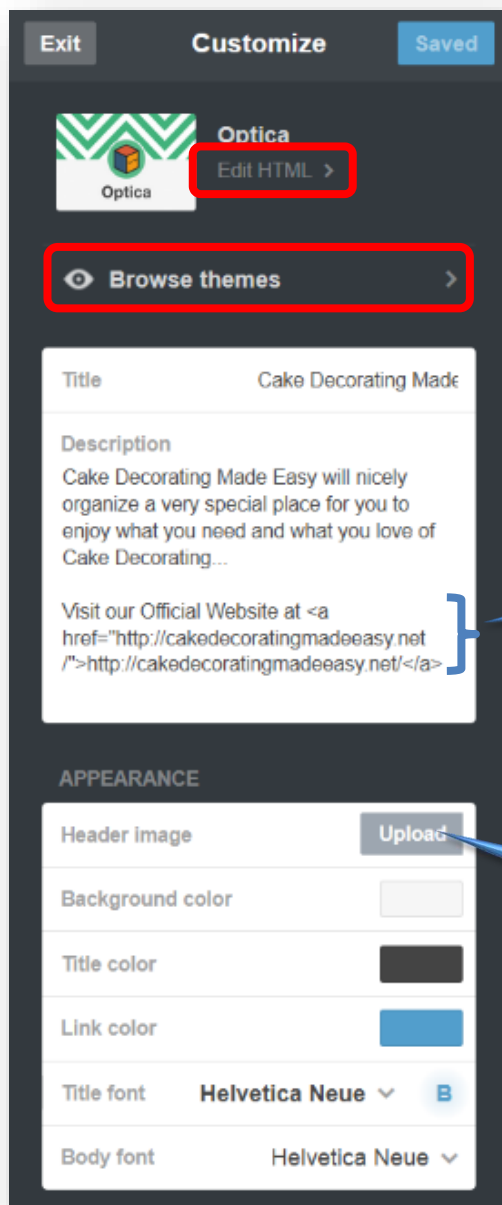 Exit Customize Saved
Optica
Edit HTML >
Optica
Browse themes >
Title Cake Decorating Made
Description
Cake Decorating Made Easy will nicely
organize a very special place for you to
enjoy what you need and what you love of
Cake Decorating...
Visit our Official Website at <a
href="http://cakedecoratingmadeeasy.net
/">http://cakedecoratingmadeeasy.net/</a>
APPEARANCE
Header image Upload
Background color
Title color
Link color
Title font Helvetica Neue B
Body font Helvetica Neue